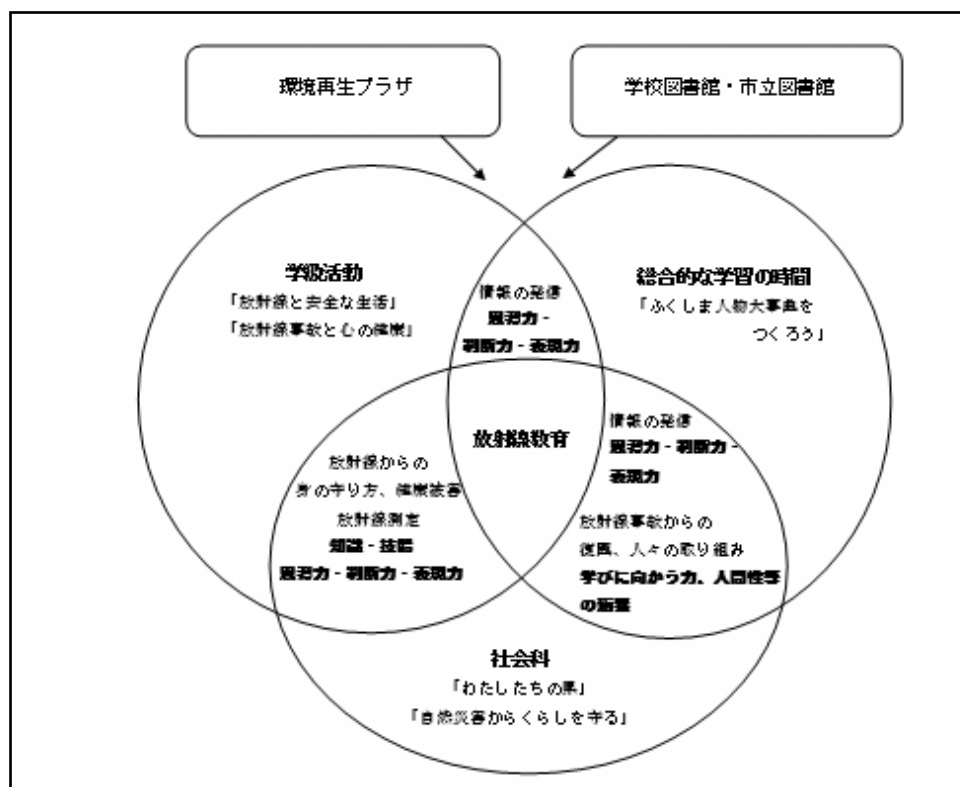 環境再生プラザ
学校図書館・市立図書館
学級活動
「放射線と安全な生活」
「放射線事故と心の健康」
情報の発信
思考力・
判断力・表現力
総合的な学習の時間
「ふくしま人物大事典を
つくろう」
放射線教育
情報の発信
思考力・判断力・
表現力
放射線からの
身の守り方、健康被害
放射線測定
知識・技能
思考力・判断力・表現力
放射線事故からの
復興、人々の取り組み
学びに向かう力、人間性等
の涵養
社会科
「わたしたちの県」
「自然災害からくらしを守る」